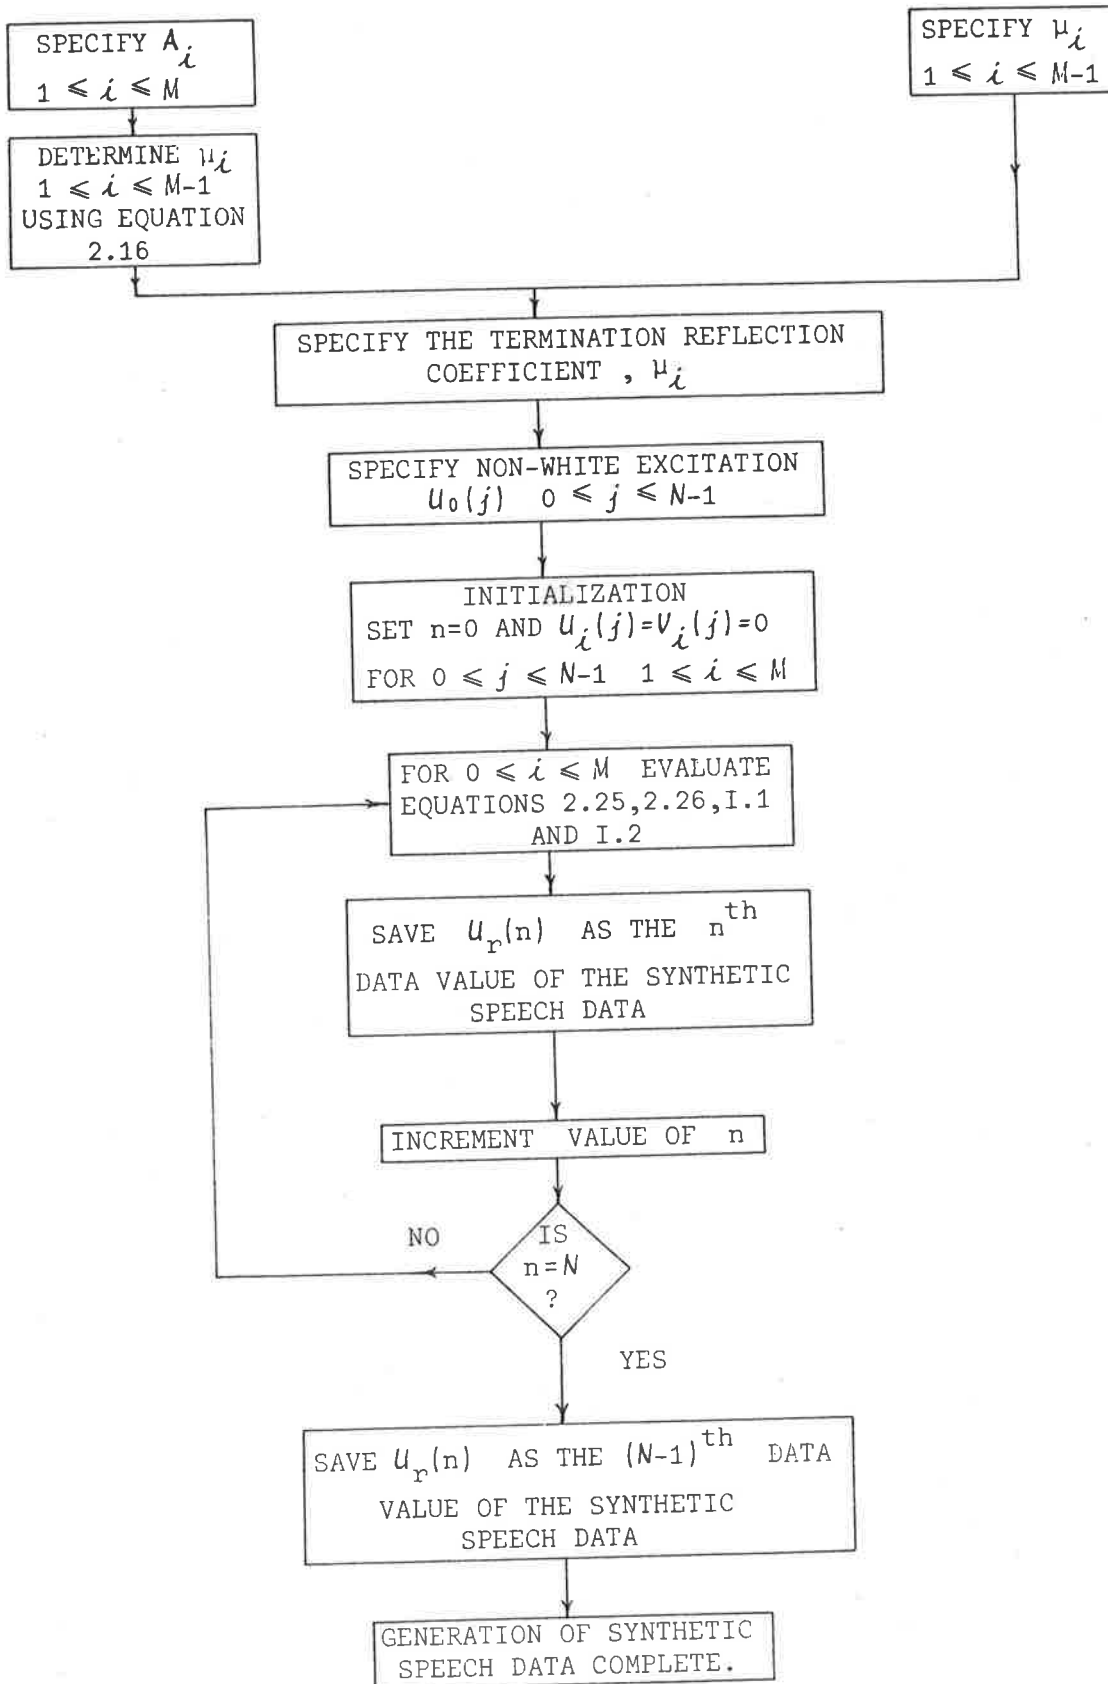 SPECIFY A_i
1 ≤ i ≤ M
SPECIFY μ_i
1 ≤ i ≤ M-1
DETERMINE μ_i
1 ≤ i ≤ M-1
USING EQUATION
2.16
SPECIFY THE TERMINATION REFLECTION
COEFFICIENT , μ_i
SPECIFY NON-WHITE EXCITATION
U_0(j) 0 ≤ j ≤ N-1
INITIALIZATION
SET n=0 AND U_i(j)=V_i(j)=0
FOR 0 ≤ j ≤ N-1 1 ≤ i ≤ M
FOR 0 ≤ i ≤ M EVALUATE
EQUATIONS 2.25,2.26,I.1
AND I.2
SAVE U_r(n) AS THE n^th
DATA VALUE OF THE SYNTHETIC
SPEECH DATA
INCREMENT VALUE OF n
NO
IS
n=N
?
YES
SAVE U_r(n) AS THE (N-1)^th DATA
VALUE OF THE SYNTHETIC
SPEECH DATA
GENERATION OF SYNTHETIC
SPEECH DATA COMPLETE.